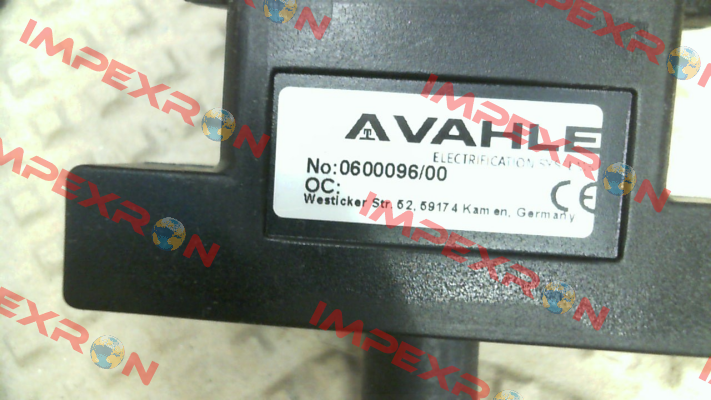 VAHLE
ELECTRIFICATION SYST
No:0600096/00
OC:
Westicker Str. 52, 59174 Kamen, Germany
CE
IMPEXRON
IMPEXRON
IMPEXRON
IMPEXRON
IMPEXRON
IMPEXRON
IMPEXRON